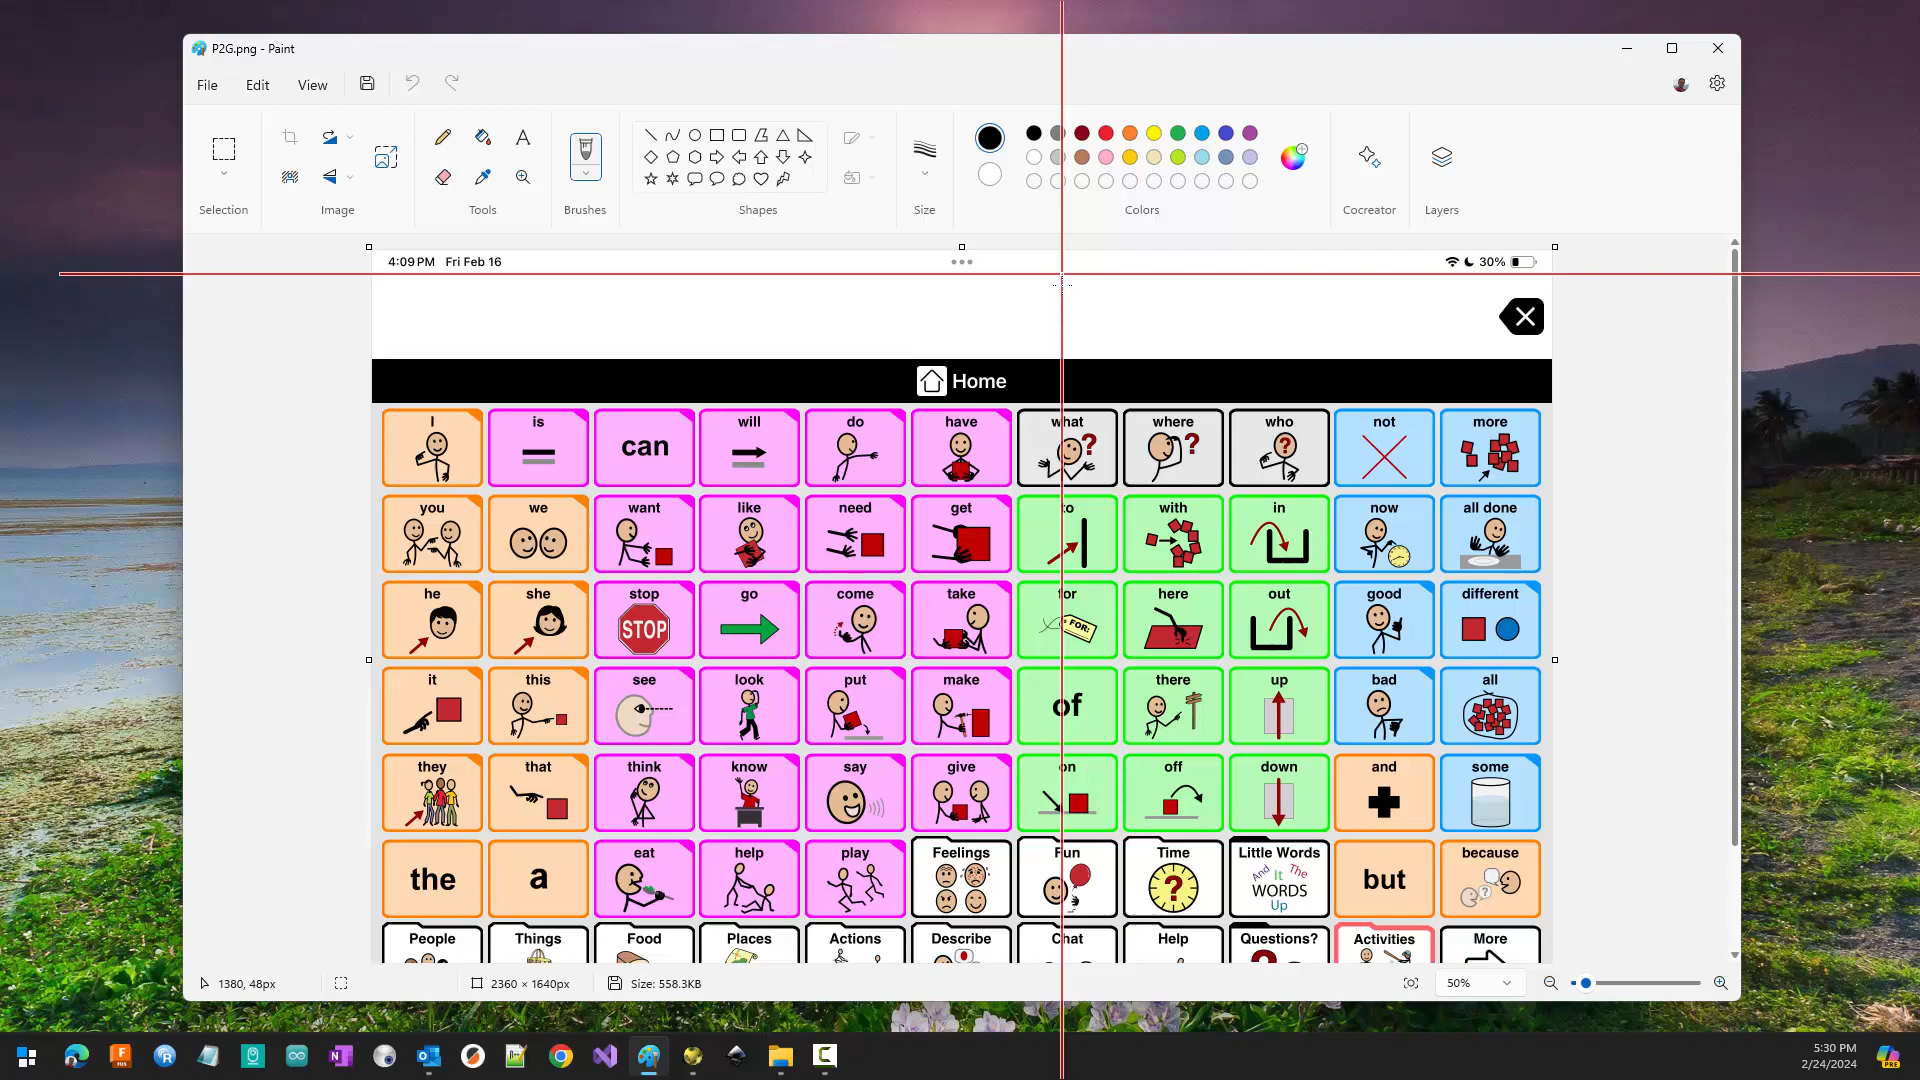 P2G.png - Paint
File Edit View
Selection Image Tools Brushes Shapes Size Colors Cocreator Layers
4:09 PM Fri Feb 16 30%
Home
I is can will do have what where who not more
you we want like need get to with in now all done
he she stop go come take for here out good different
STOP FOR:
it this see look put make of there up bad all
they that think know say give on off down and some
the a eat help play Feelings Fun Time Little Words but because
And It The
WORDS
Up
People Things Food Places Actions Describe Chat Help Questions? Activities More
1380, 48px 2360 × 1640px Size: 558.3KB 50%
5:30 PM
2/24/2024